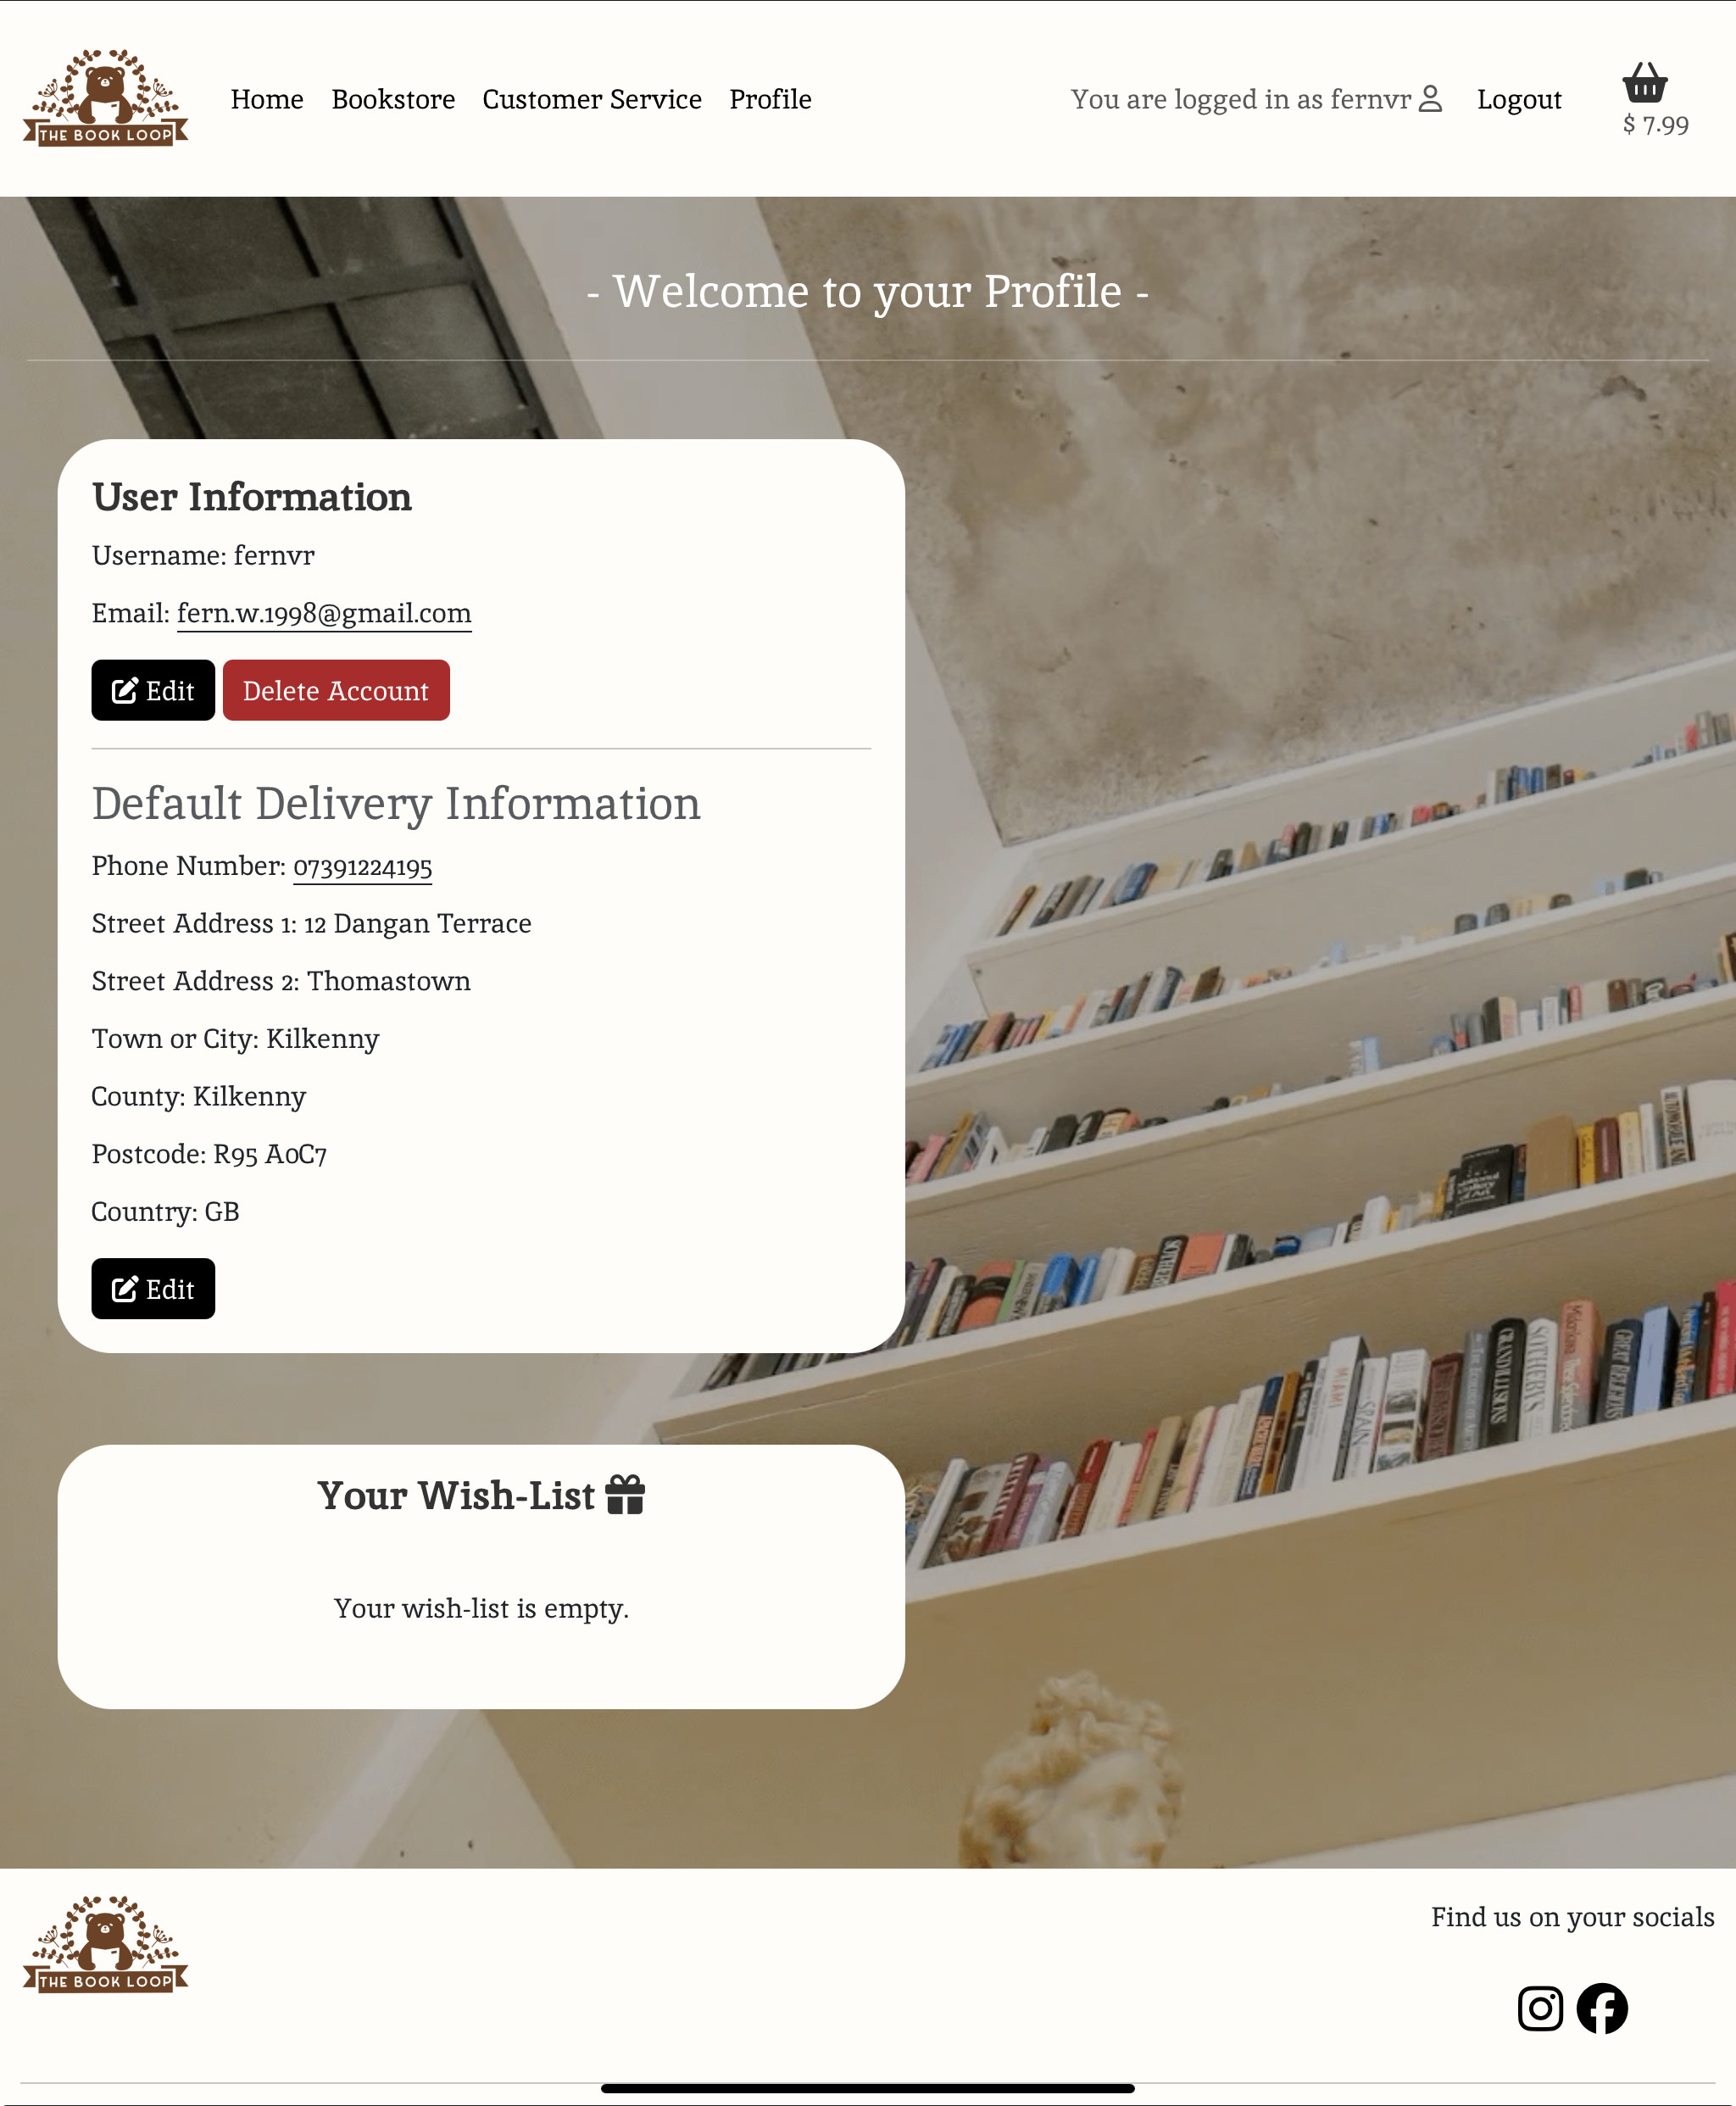 THE BOOK LOOP
Home Bookstore Customer Service Profile You are logged in as fernvr Logout
$ 7.99
- Welcome to your Profile -
User Information
Username: fernvr
Email: fern.w.1998@gmail.com
Edit Delete Account
Default Delivery Information
Phone Number: 07391224195
Street Address 1: 12 Dangan Terrace
Street Address 2: Thomastown
Town or City: Kilkenny
County: Kilkenny
Postcode: R95 A0C7
Country: GB
Edit
MIAMI
SPAIN
SOTHEBY'S
Your Wish-List
Your wish-list is empty.
THE BOOK LOOP
Find us on your socials